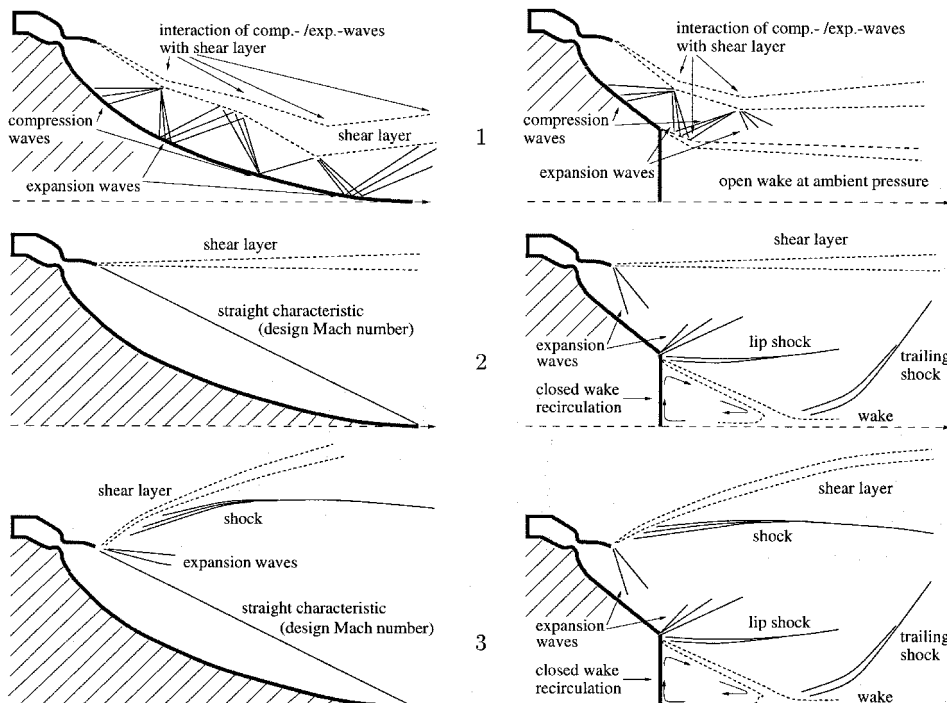 interaction of comp.- /exp.-waves
with shear layer
compression
waves
shear layer
expansion waves
1
interaction of comp.- /exp.-waves
with shear layer
compression
waves
expansion waves
open wake at ambient pressure
shear layer
straight characteristic
(design Mach number)
2
shear layer
expansion
waves
lip shock
trailing
shock
closed wake
recirculation
wake
shear layer
shock
expansion waves
straight characteristic
(design Mach number)
3
shear layer
shock
expansion
waves
lip shock
trailing
shock
closed wake
recirculation
wake